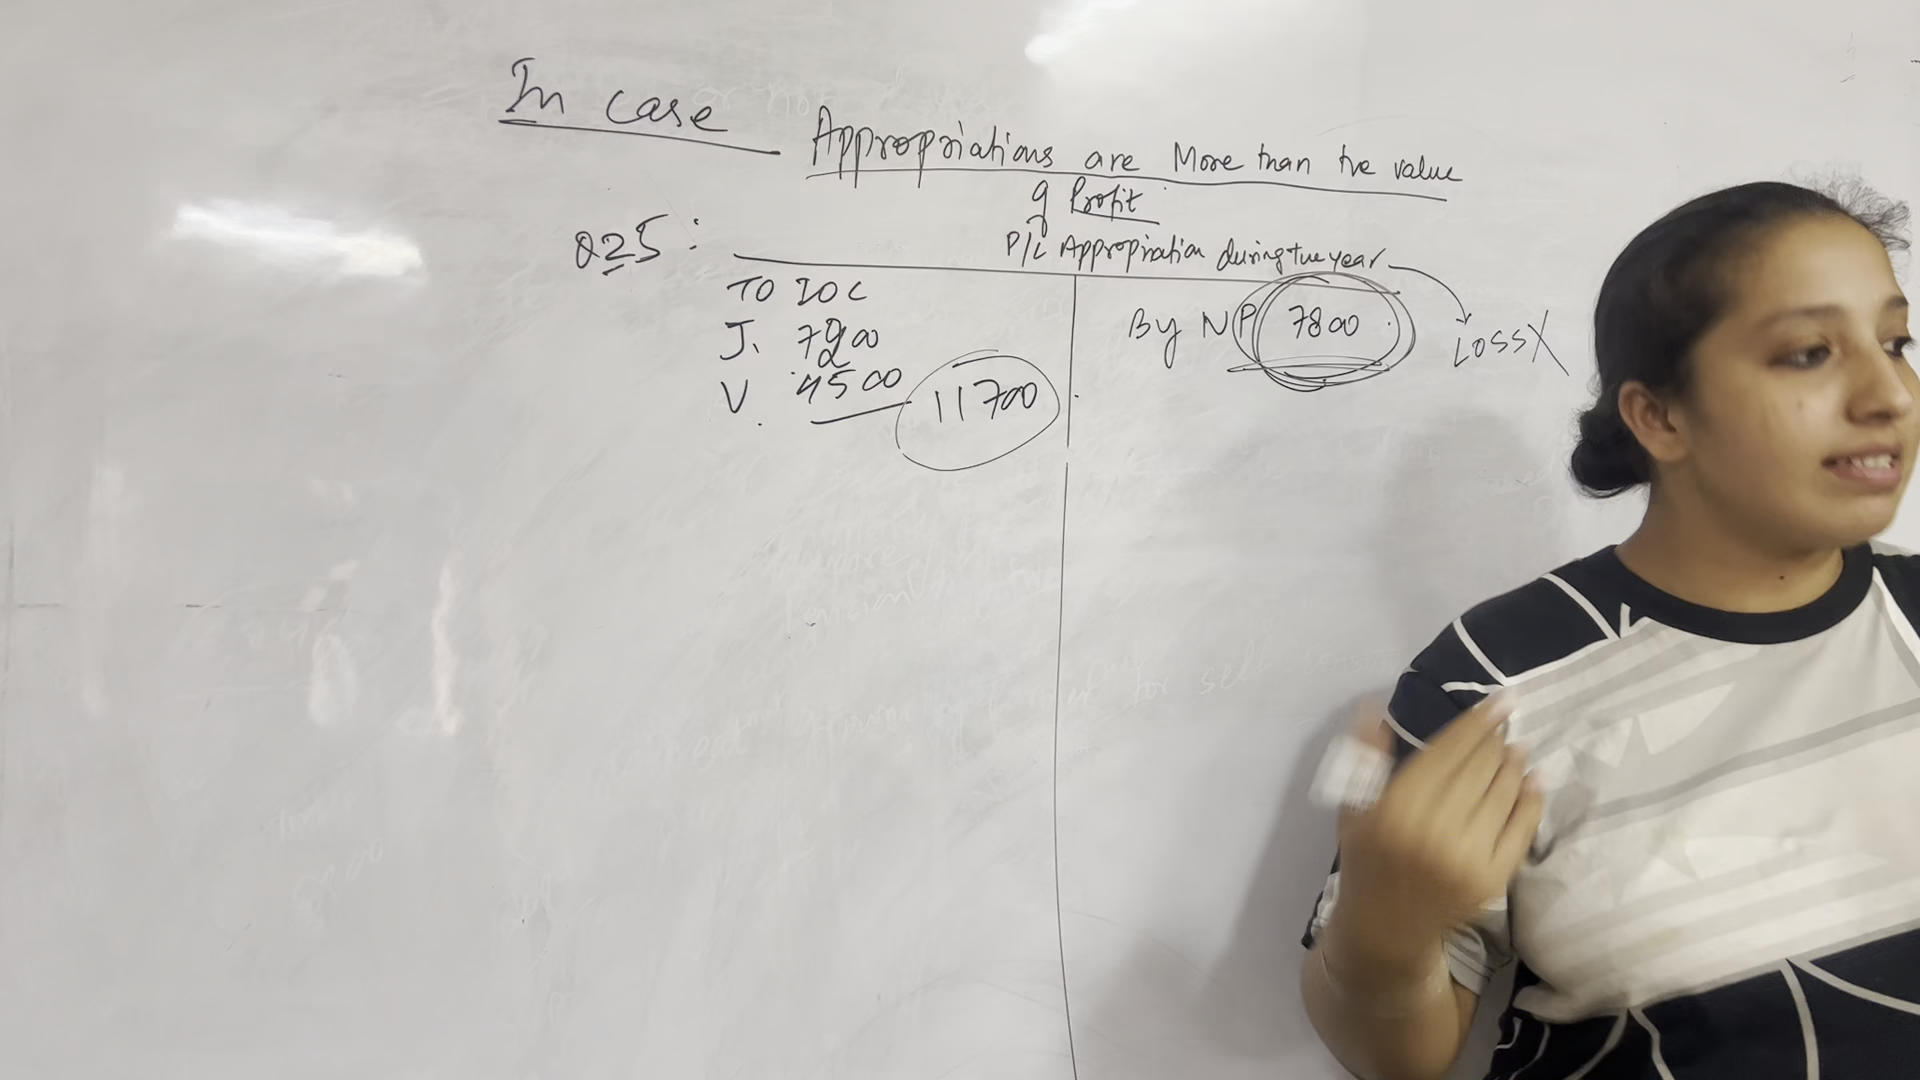 In case
Appropriations are More than the value
of Profit
Q25:
P/L Appropriation during the year
TO IOC
J. 7200
V. 4500
11700
By NP 7800
Loss X